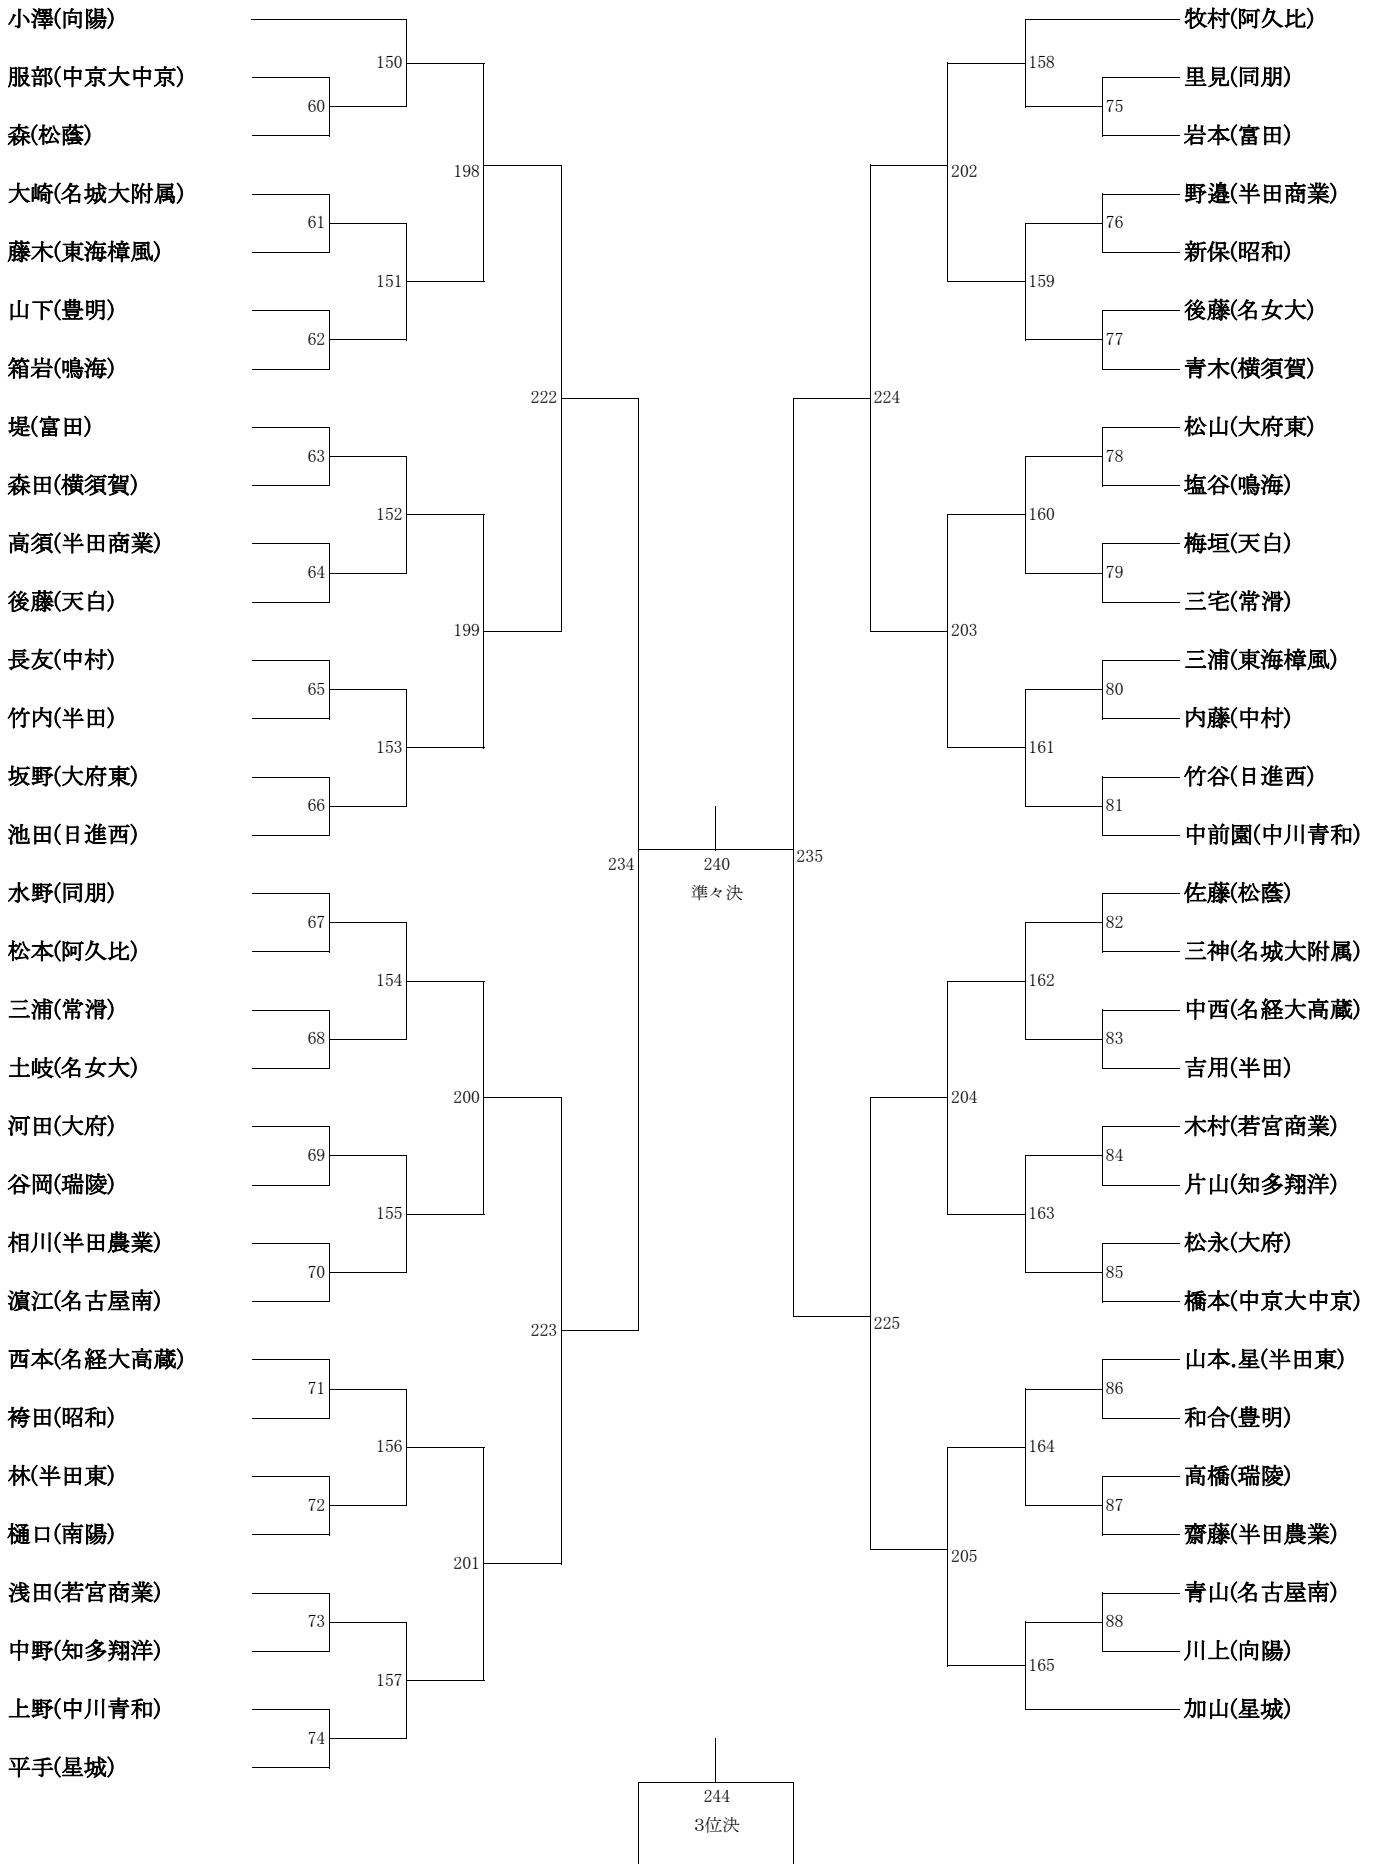 小澤(向陽)
服部(中京大中京)
森(松蔭)
大崎(名城大附属)
藤木(東海樟風)
山下(豊明)
箱岩(鳴海)
堤(富田)
森田(横須賀)
高須(半田商業)
後藤(天白)
長友(中村)
竹内(半田)
坂野(大府東)
池田(日進西)
水野(同朋)
松本(阿久比)
三浦(常滑)
土岐(名女大)
河田(大府)
谷岡(瑞陵)
相川(半田農業)
濵江(名古屋南)
西本(名経大高蔵)
袴田(昭和)
林(半田東)
樋口(南陽)
浅田(若宮商業)
中野(知多翔洋)
上野(中川青和)
平手(星城)
60
61
62
63
64
65
66
67
68
69
70
71
72
73
74
150
151
152
153
154
155
156
157
198
199
200
201
222
223
234
240
準々決
244
3位決
235
224
225
202
203
204
205
158
159
160
161
162
163
164
165
75
76
77
78
79
80
81
82
83
84
85
86
87
88
牧村(阿久比)
里見(同朋)
岩本(富田)
野邉(半田商業)
新保(昭和)
後藤(名女大)
青木(横須賀)
松山(大府東)
塩谷(鳴海)
梅垣(天白)
三宅(常滑)
三浦(東海樟風)
内藤(中村)
竹谷(日進西)
中前園(中川青和)
佐藤(松蔭)
三神(名城大附属)
中西(名経大高蔵)
吉用(半田)
木村(若宮商業)
片山(知多翔洋)
松永(大府)
橋本(中京大中京)
山本.星(半田東)
和合(豊明)
高橋(瑞陵)
齋藤(半田農業)
青山(名古屋南)
川上(向陽)
加山(星城)